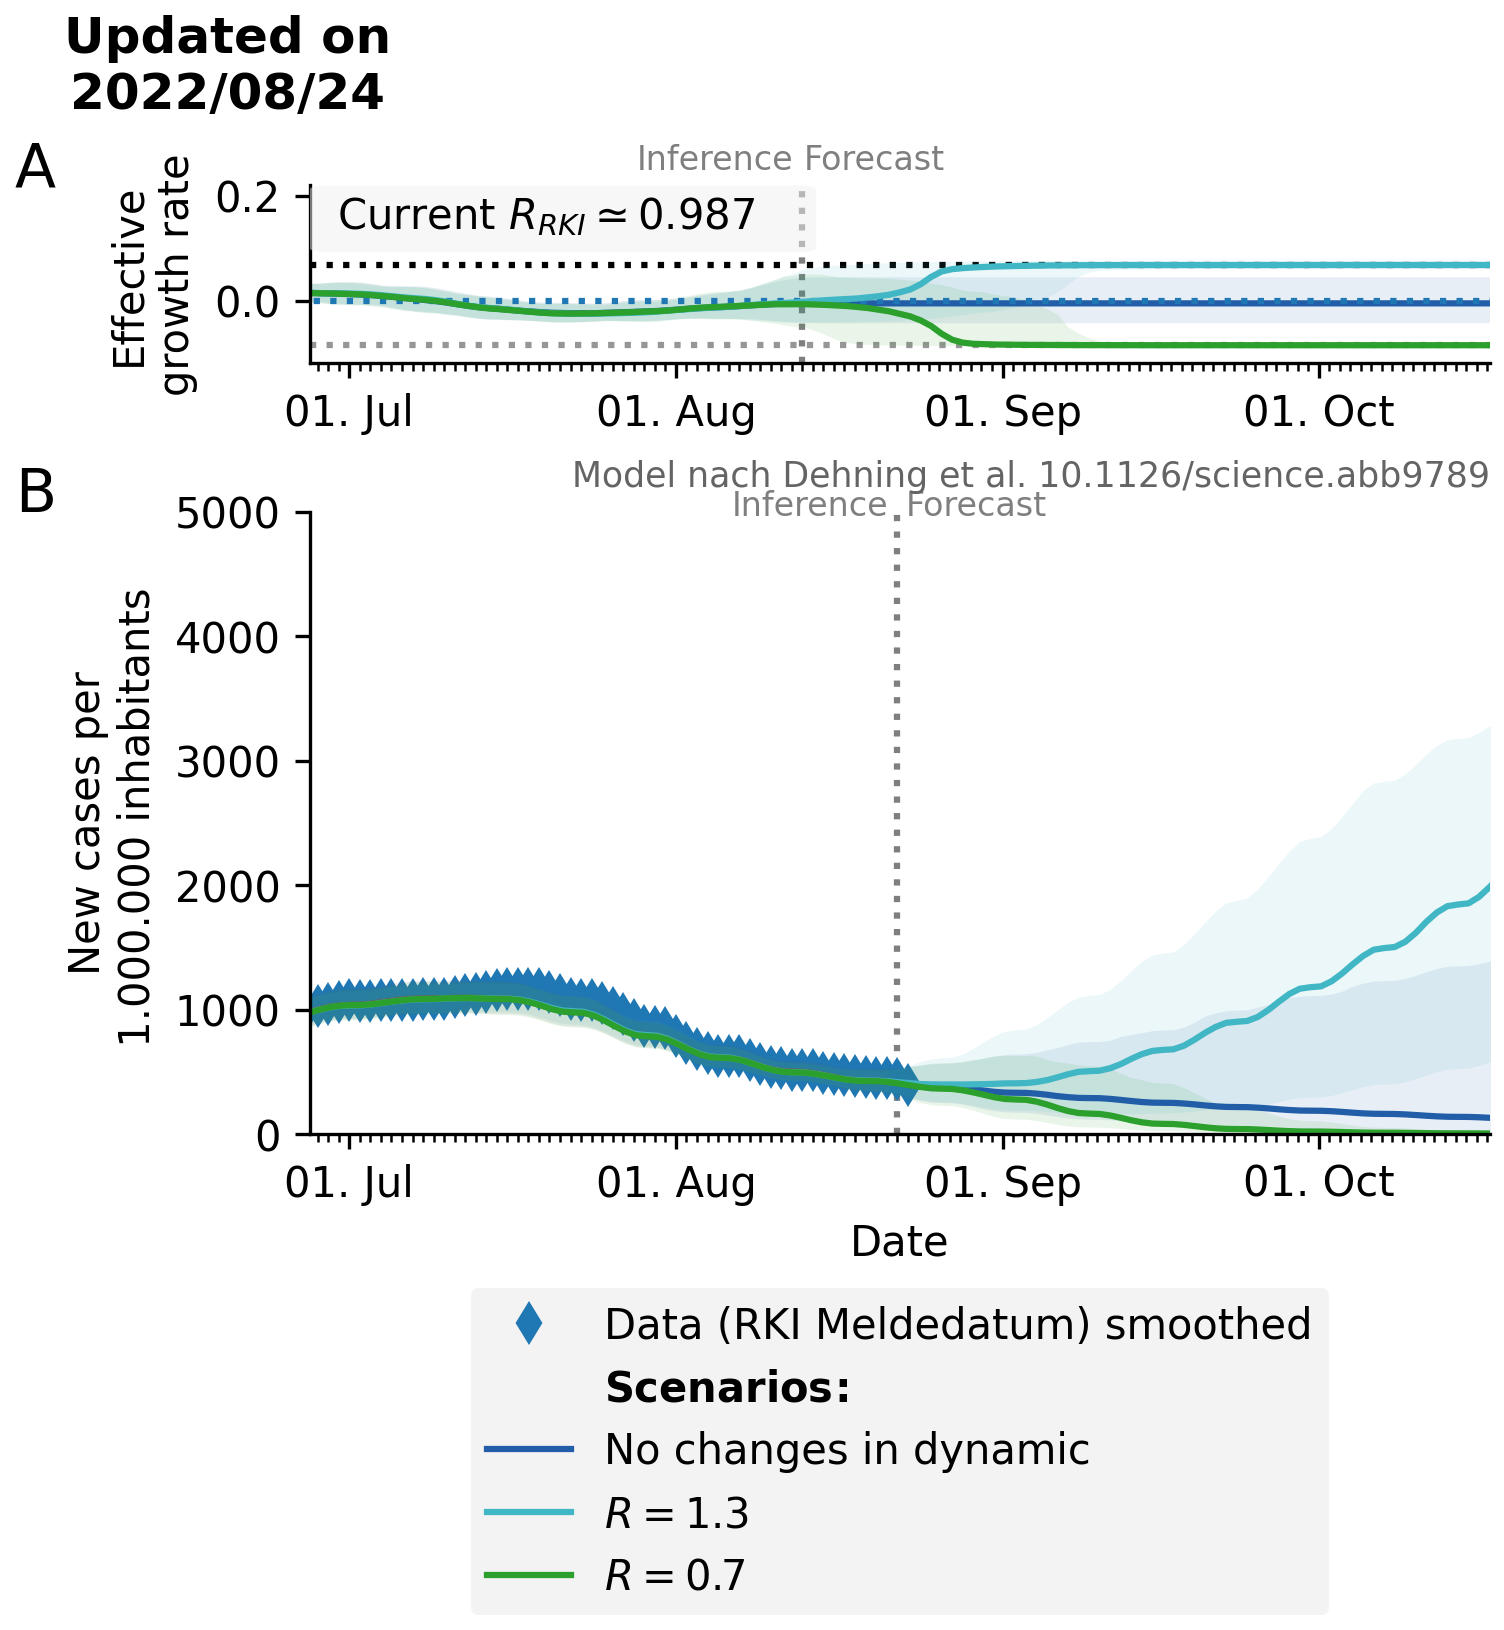 Updated on
2022/08/24
A
Inference Forecast
Effective
growth rate
0.2
0.0
Current R_RKI ≃ 0.987
01. Jul
01. Aug
01. Sep
01. Oct
B
Model nach Dehning et al. 10.1126/science.abb9789
Inference Forecast
New cases per
1.000.000 inhabitants
5000
4000
3000
2000
1000
0
01. Jul
01. Aug
01. Sep
01. Oct
Date
Data (RKI Meldedatum) smoothed
Scenarios:
No changes in dynamic
R = 1.3
R = 0.7